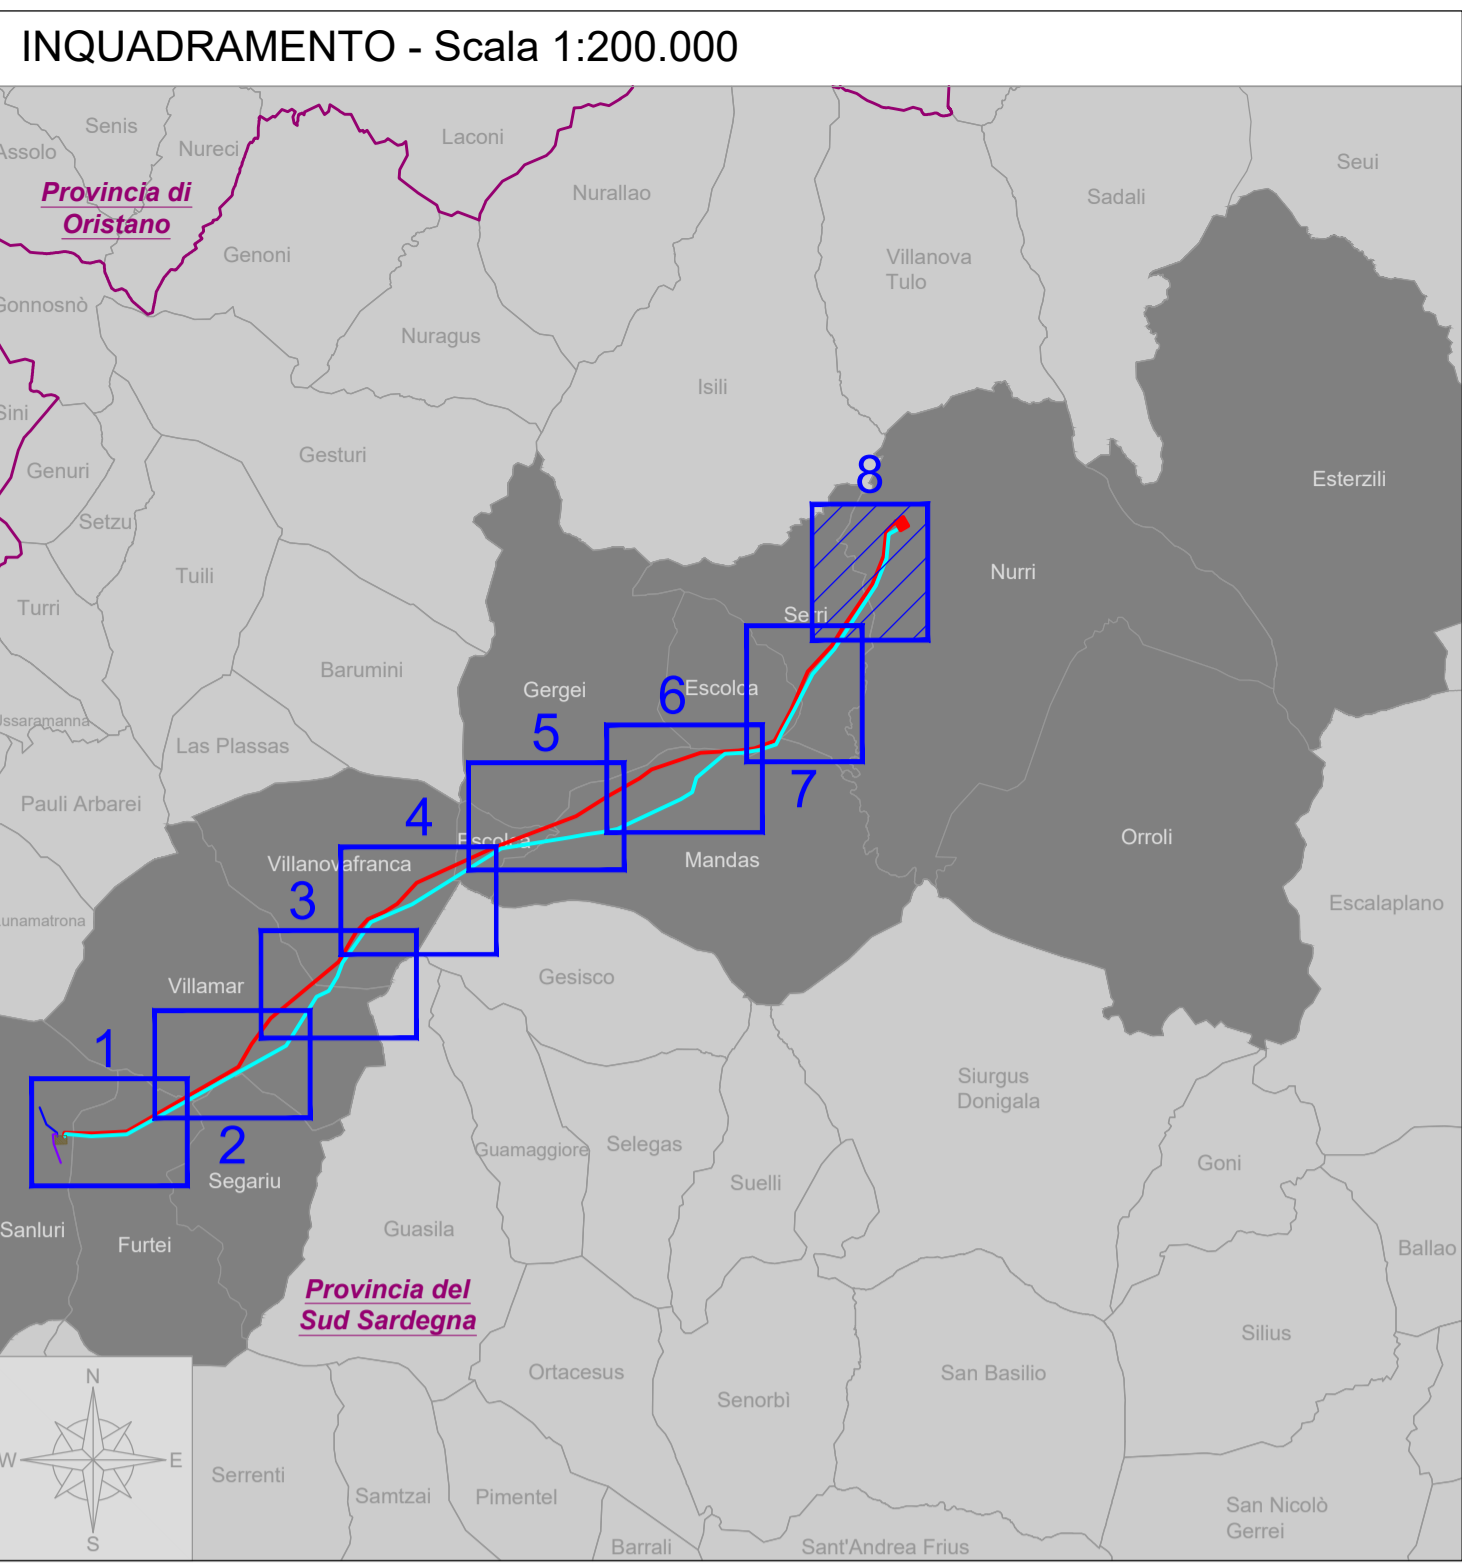 INQUADRAMENTO - Scala 1:200.000
Senis
Laconi
Assolo
Nureci
Seui
Provincia di
Oristano
Nurallao
Sadali
Genoni
Villanova
Tulo
Gonnosnò
Nuragus
Isili
Sini
Gesturi
Genuri
8
Esterzili
Setzu
Tuili
Nurri
Turri
Serri
Barumini
Gergei
6
Escolca
Ussaramanna
Las Plassas
5
7
Pauli Arbarei
4
Escolca
Orroli
Villanovafranca
Mandas
3
Escalaplano
Lunamatrona
Villamar
Gesisco
1
Siurgus
Donigala
2
Guamaggiore
Selegas
Goni
Segariu
Suelli
Sanluri
Furtei
Guasila
Ballao
Provincia del
Sud Sardegna
Silius
N
Ortacesus
San Basilio
Senorbì
W
E
Serrenti
Samtzai
Pimentel
San Nicolò
Gerrei
S
Barrali
Sant'Andrea Frius